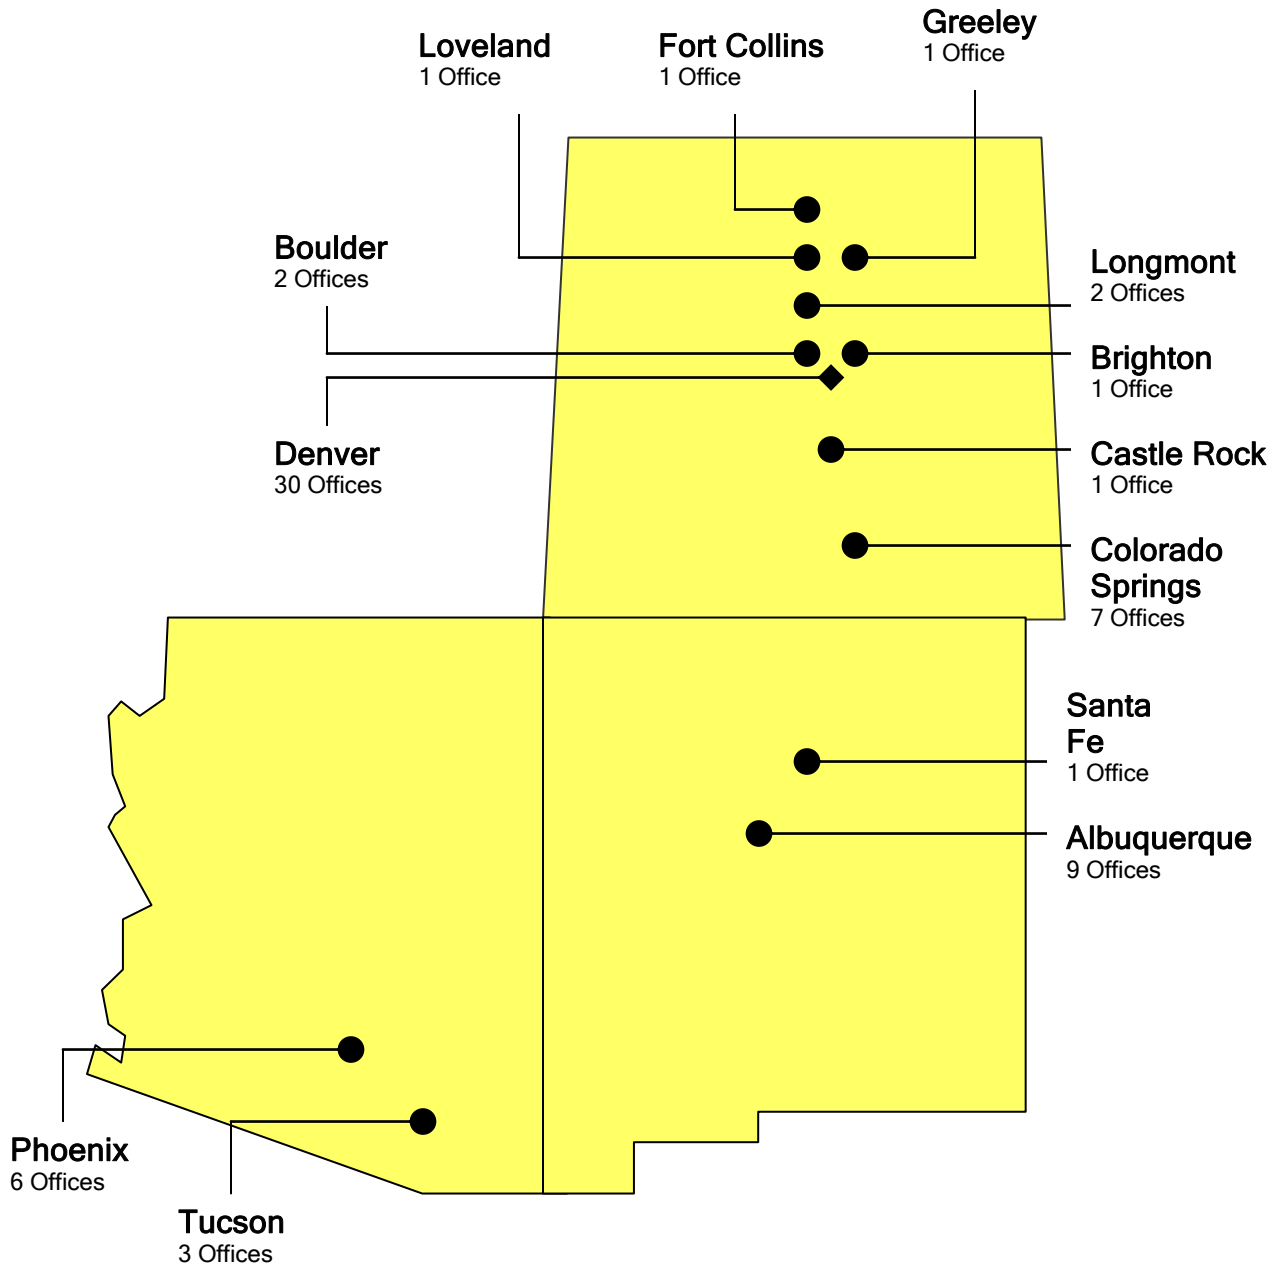 Greeley
1 Office
Loveland
1 Office
Fort Collins
1 Office
Boulder
2 Offices
Longmont
2 Offices
Brighton
1 Office
Denver
30 Offices
Castle Rock
1 Office
Colorado
Springs
7 Offices
Santa
Fe
1 Office
Albuquerque
9 Offices
Phoenix
6 Offices
Tucson
3 Offices